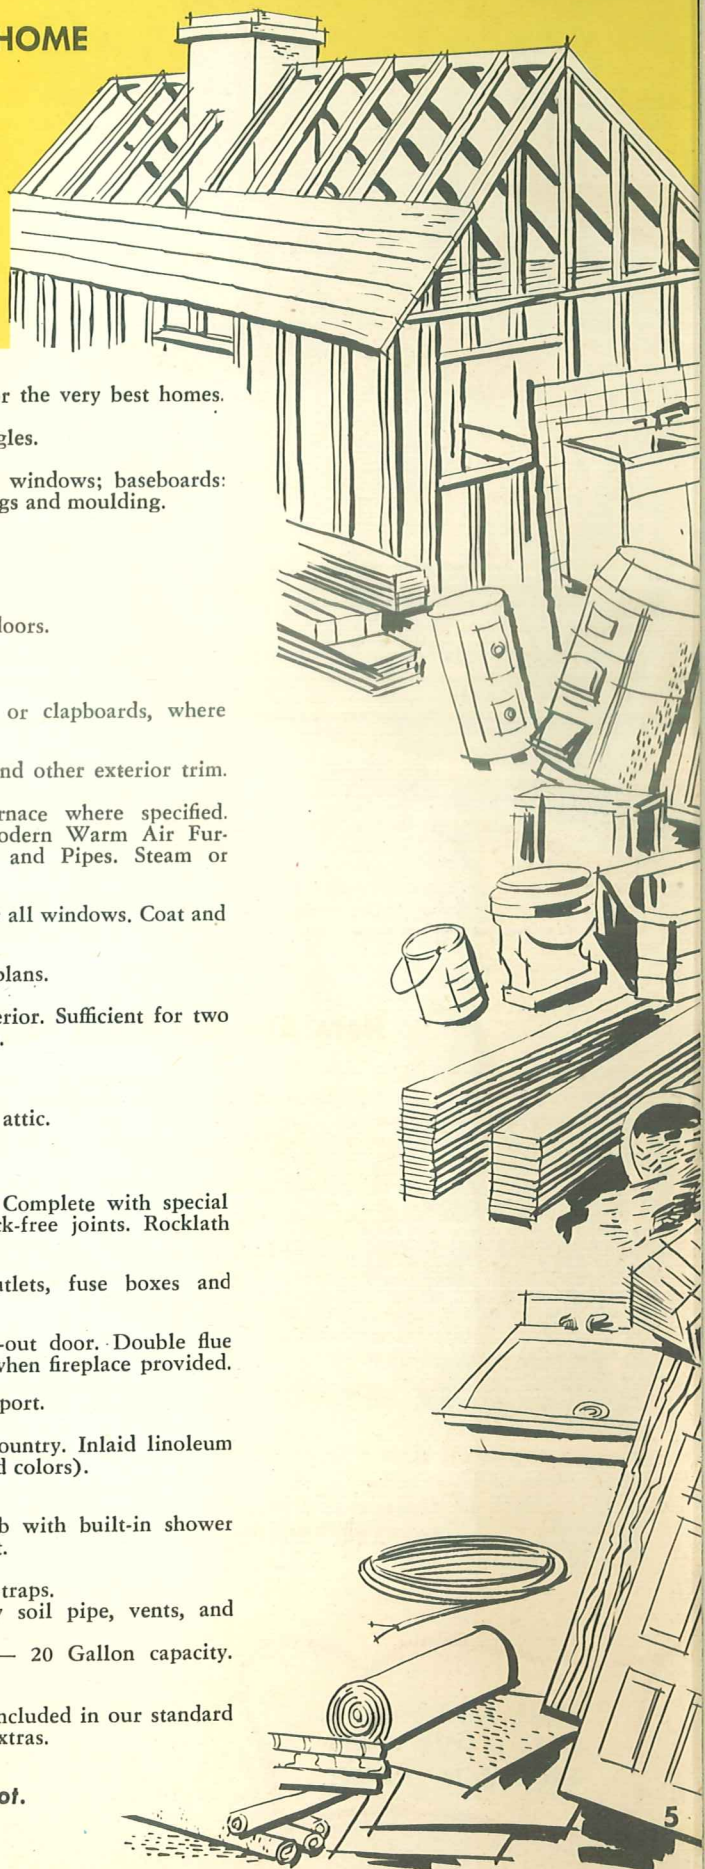 HOME
r the very best homes.
gles.
windows; baseboards:
gs and moulding.
loors.
or clapboards, where
nd other exterior trim.
rnace where specified.
odern Warm Air Fur-
and Pipes. Steam or
all windows. Coat and
plans.
erior. Sufficient for two
.
attic.
Complete with special
ck-free joints. Rocklath
utlets, fuse boxes and
-out door. Double flue
when fireplace provided.
port.
ountry. Inlaid linoleum
d colors).
b with built-in shower
t.
traps.
y soil pipe, vents, and
— 20 Gallon capacity.
ncluded in our standard
xtras.
ot.
5